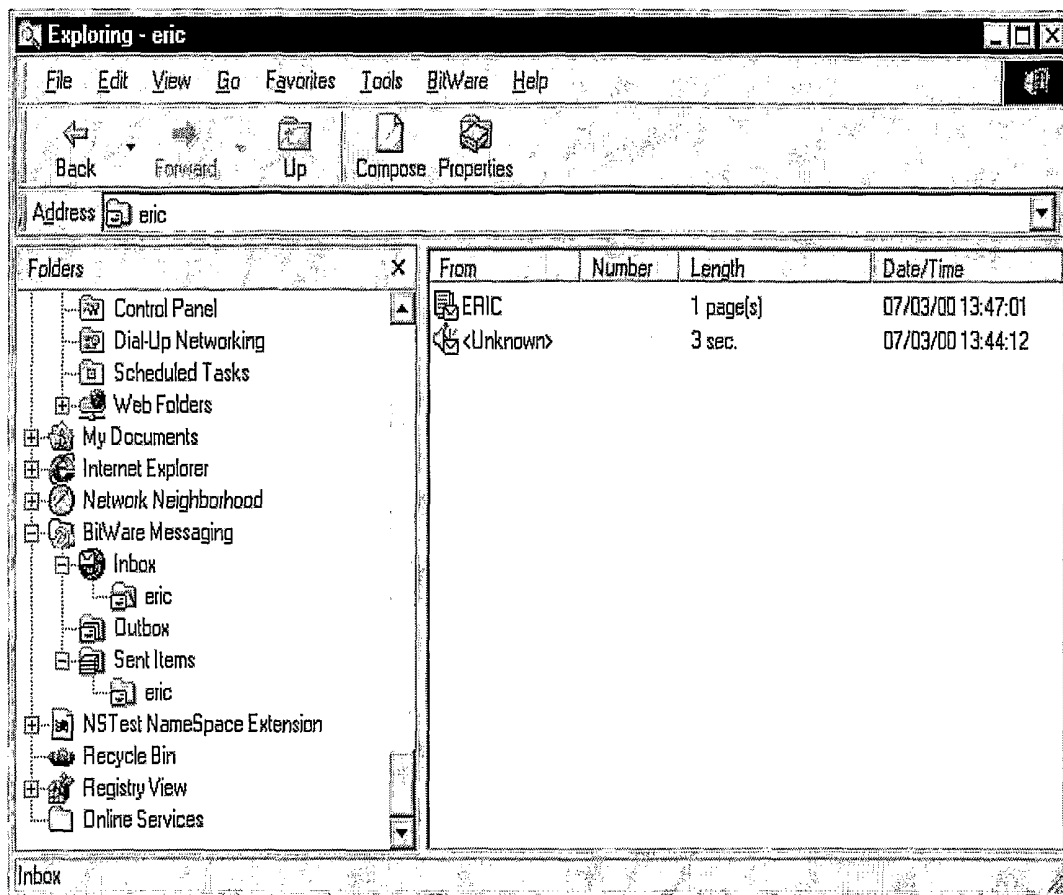 Exploring - eric
File Edit View Go Favorites Tools BitWare Help
Back Forward Up Compose Properties
Address eric
Folders
From Number Length Date/Time
Control Panel
Dial-Up Networking
Scheduled Tasks
Web Folders
My Documents
Internet Explorer
Network Neighborhood
BitWare Messaging
Inbox
eric
Outbox
Sent Items
eric
NSTest NameSpace Extension
Recycle Bin
Registry View
Online Services
ERIC 1 page(s) 07/03/00 13:47:01
<Unknown> 3 sec. 07/03/00 13:44:12
Inbox